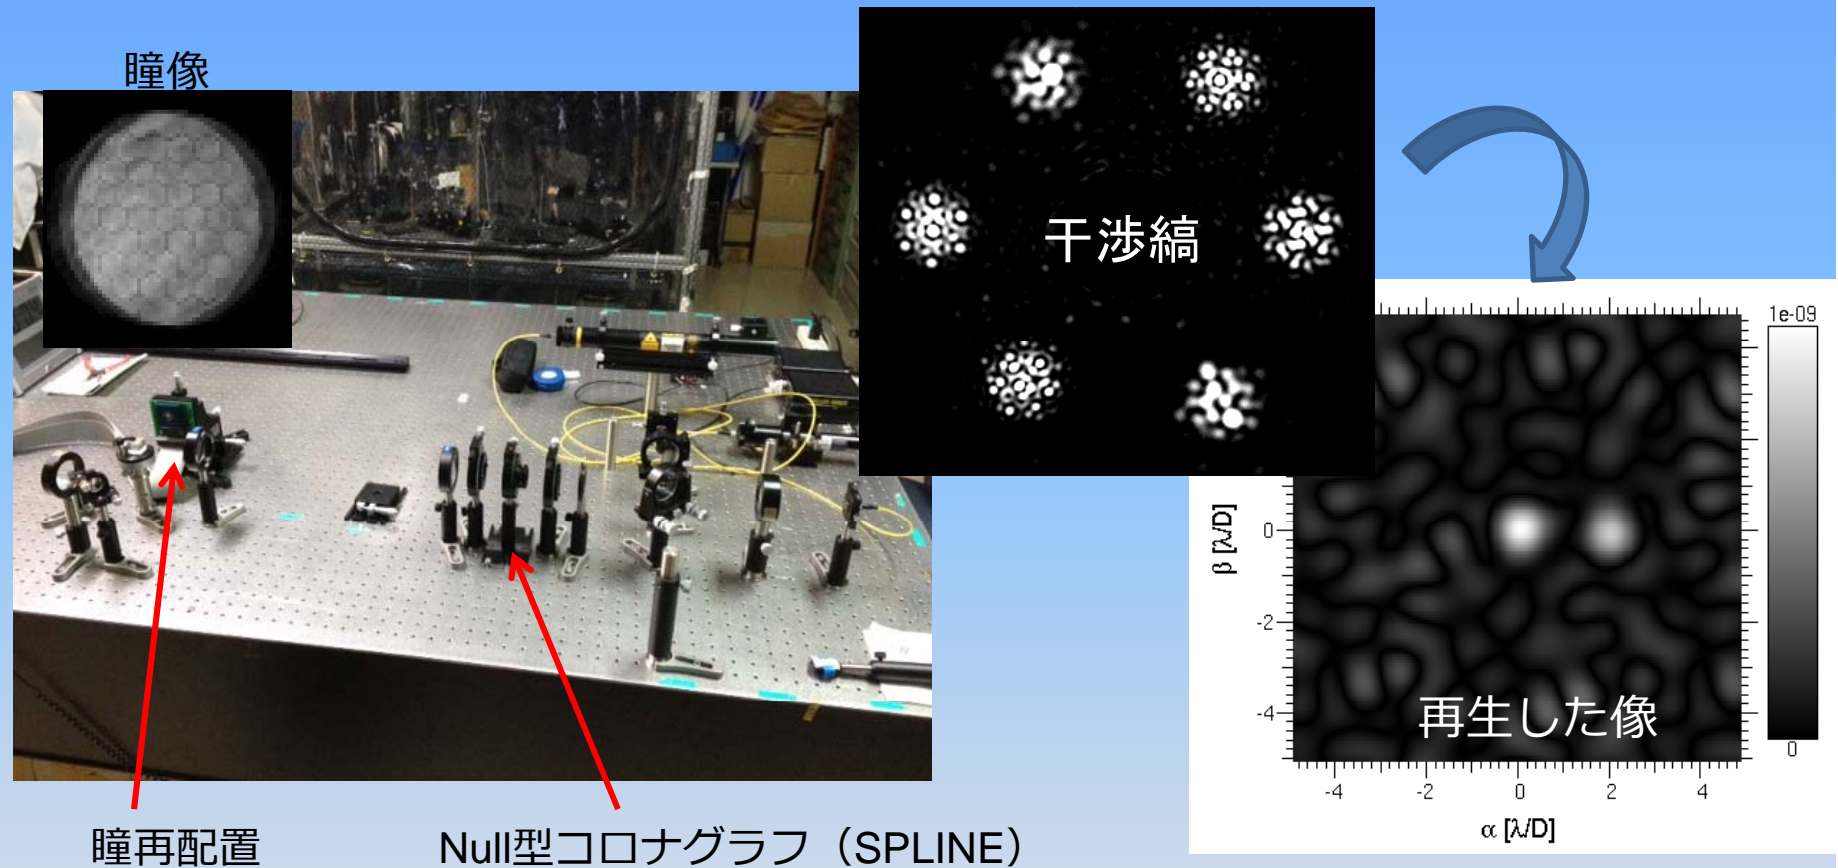 瞳像
干渉縞
1e-09
0
β [λ/D]
0
-2
-4
再生した像
-4
-2
0
2
4
α [λ/D]
瞳再配置
Null型コロナグラフ（SPLINE）